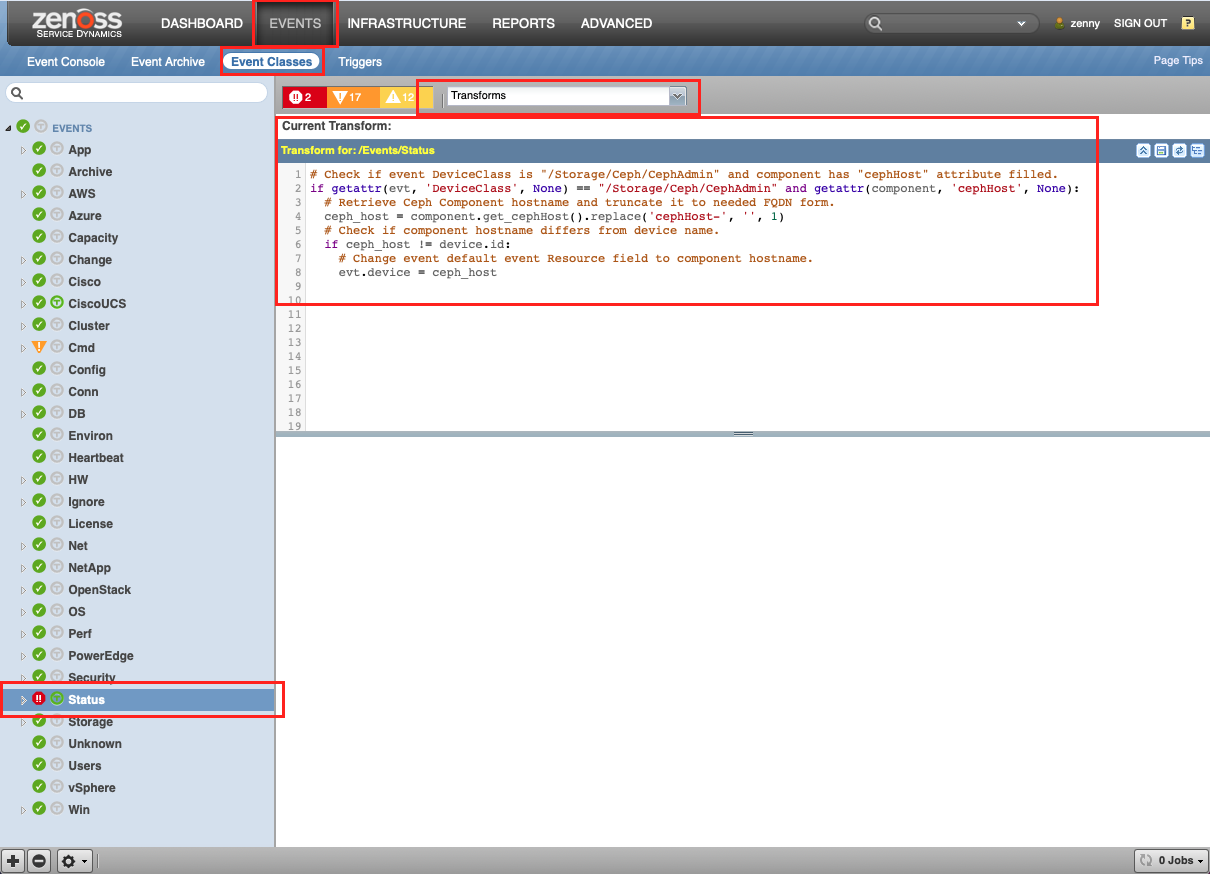 zenoss
SERVICE DYNAMICS
DASHBOARD EVENTS INFRASTRUCTURE REPORTS ADVANCED
zenny SIGN OUT ?
Event Console Event Archive Event Classes Triggers Page Tips
2 17 12 Transforms
Current Transform:
Transform for: /Events/Status
1 # Check if event DeviceClass is "/Storage/Ceph/CephAdmin" and component has "cephHost" attribute filled.
2 if getattr(evt, 'DeviceClass', None) == "/Storage/Ceph/CephAdmin" and getattr(component, 'cephHost', None):
3 # Retrieve Ceph Component hostname and truncate it to needed FQDN form.
4 ceph_host = component.get_cephHost().replace('cephHost-', '', 1)
5 # Check if component hostname differs from device name.
6 if ceph_host != device.id:
7 # Change event default event Resource field to component hostname.
8 evt.device = ceph_host
9
10
11
12
13
14
15
16
17
18
19
EVENTS
App
Archive
AWS
Azure
Capacity
Change
Cisco
CiscoUCS
Cluster
Cmd
Config
Conn
DB
Environ
Heartbeat
HW
Ignore
License
Net
NetApp
OpenStack
OS
Perf
PowerEdge
Security
Status
Storage
Unknown
Users
vSphere
Win
0 Jobs